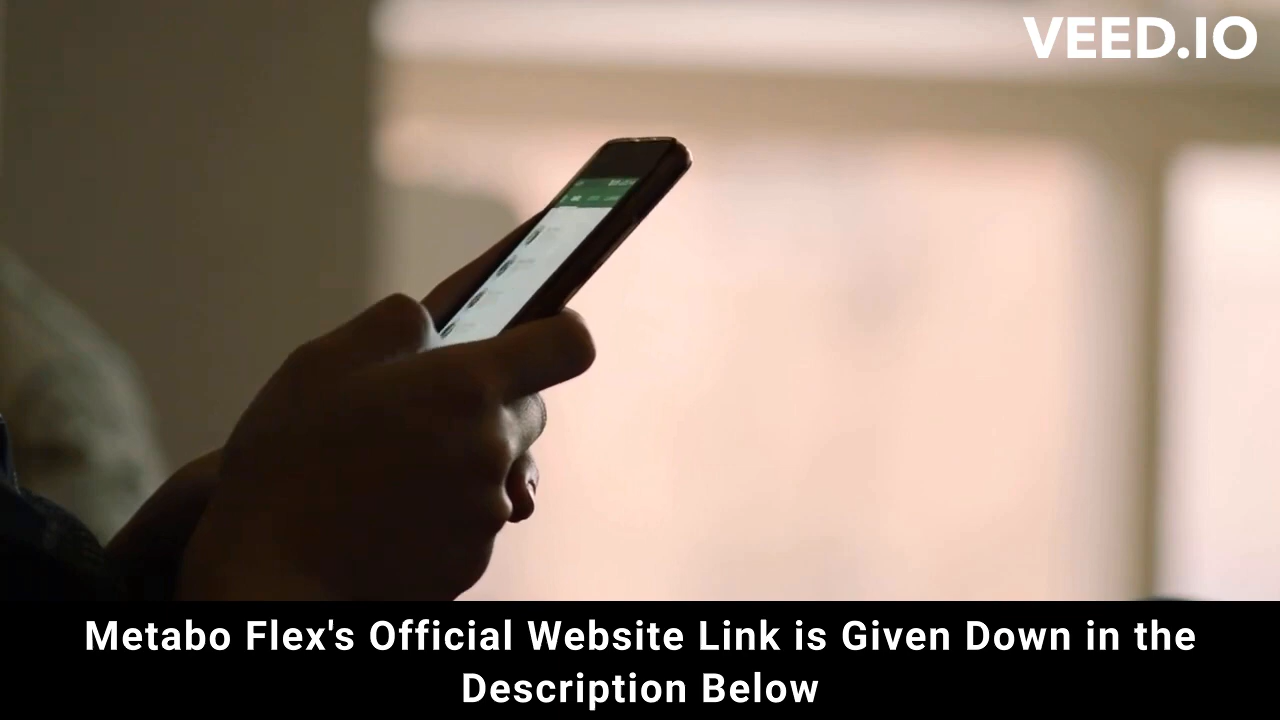 VEED.IO
Metabo Flex's Official Website Link is Given Down in the
Description Below